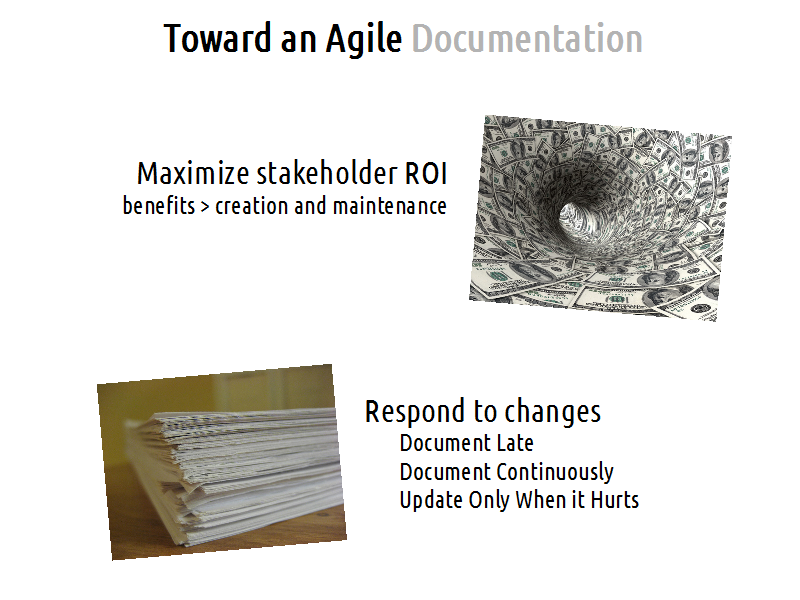 Toward an Agile Documentation
Maximize stakeholder ROI
benefits > creation and maintenance
Respond to changes
Document Late
Document Continuously
Update Only When it Hurts